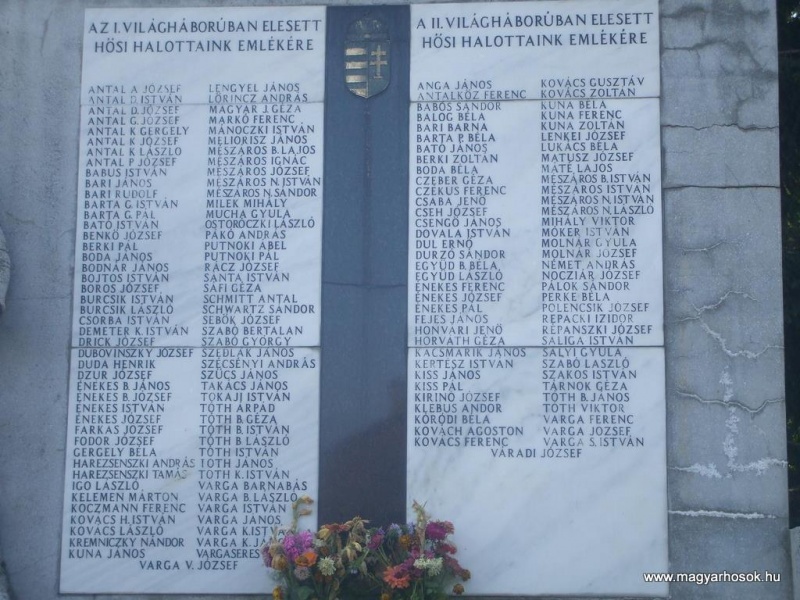 AZ I. VILÁGHÁBORÚBAN ELESETT
HŐSI HALOTTAINK EMLÉKÉRE
ANTAL A JÓZSEF
ANTAL D. ISTVÁN
ANTAL D. JÓZSEF
ANTAL G. JÓZSEF
ANTAL K GERGELY
ANTAL K JÓZSEF
ANTAL K LÁSZLÓ
ANTAL P. JÓZSEF
BABUS ISTVÁN
BARI JÁNOS
BARI RUDOLF
BARTA G. ISTVÁN
BARTA G. PÁL
BATÓ ISTVÁN
BENKŐ JÓZSEF
BERKI PÁL
BODA JÁNOS
BODNÁR JÁNOS
BOJTOS ISTVÁN
BOROS JÓZSEF
BURCSIK ISTVÁN
BURCSIK LÁSZLÓ
CSORBA ISTVÁN
DEMETER K. ISTVÁN
DRICK JÓZSEF
DUBOVINSZKY JÓZSEF
DUDA HENRIK
DZUR JÓZSEF
ÉNEKES B. JÁNOS
ÉNEKES B. JÓZSEF
ÉNEKES ISTVÁN
ÉNEKES JÓZSEF
FARKAS JÓZSEF
FODOR JÓZSEF
GERGELY BÉLA
HAREZSENSZKI ANDRÁS
HAREZSENSZKI TAMÁS
IGÓ LÁSZLÓ
KELEMEN MÁRTON
KOCZMANN FERENC
KOVÁCS H. ISTVÁN
KOVÁCS LÁSZLÓ
KREMNICZKY NÁNDOR
KUNA JÁNOS
LENGYEL JÁNOS
LŐRINCZ ANDRÁS
MAGYAR J. GÉZA
MARKÓ FERENC
MÁNOCZKI ISTVÁN
MELIORISZ JÁNOS
MÉSZÁROS B. LAJOS
MÉSZÁROS IGNÁC
MÉSZÁROS JÓZSEF
MÉSZÁROS N. ISTVÁN
MÉSZÁROS N. SÁNDOR
MILEK MIHÁLY
MUCHA GYULA
OSTORÓCZKI LÁSZLÓ
PÁKÓ ANDRÁS
PUTNOKI ÁBEL
PUTNOKI PÁL
RÁCZ JÓZSEF
SÁNTA ISTVÁN
SÁFI GÉZA
SCHMITT ANTAL
SCHWARTZ SÁNDOR
SEBŐK JÓZSEF
SZABÓ BERTALAN
SZABÓ GYÖRGY
SZEDLÁK JÁNOS
SZÉCSÉNYI ANDRÁS
SZŰCS JÁNOS
TAKÁCS JÁNOS
TOKAJI ISTVÁN
TÓTH ÁRPÁD
TÓTH B. GÉZA
TÓTH B. ISTVÁN
TÓTH B. LÁSZLÓ
TÓTH ISTVÁN
TÓTH JÁNOS
TÓTH K. ISTVÁN
VARGA BARNABÁS
VARGA B. LÁSZLÓ
VARGA ISTVÁN
VARGA JÁNOS
VARGA K. ISTVÁN
VARGA K.
VARGA V. JÓZSEF
A II. VILÁGHÁBORÚBAN ELESETT
HŐSI HALOTTAINK EMLÉKÉRE
ANGA JÁNOS
ANTALKÖZ FERENC
BABOS SÁNDOR
BALOG BÉLA
BARI BARNA
BARTA P. BÉLA
BATÓ JÁNOS
BERKI ZOLTÁN
BODA BÉLA
CZEBER GÉZA
CZEKUS FERENC
CSABA JENŐ
CSEH JÓZSEF
CSENGŐ JÁNOS
DOVALA ISTVÁN
DUL ERNŐ
DURZÓ SÁNDOR
EGYÜD B. BÉLA
EGYÜD LÁSZLÓ
ÉNEKES FERENC
ÉNEKES JÓZSEF
ÉNEKES PÁL
FEJES JÁNOS
HONVÁRI JENŐ
HORVÁTH GÉZA
KACSMARIK JÁNOS
KERTÉSZ ISTVÁN
KISS JÁNOS
KISS PÁL
KIRINÓ JÓZSEF
KLEBUS ANDOR
KÓRÓDI BÉLA
KOVÁCH ÁGOSTON
KOVÁCS FERENC
KOVÁCS GUSZTÁV
KOVÁCS ZOLTÁN
KUNA BÉLA
KUNA FERENC
KUNA ZOLTÁN
LENKEI JÓZSEF
LUKÁCS BÉLA
MATUSZ JÓZSEF
MÁTÉ LAJOS
MÉSZÁROS B. ISTVÁN
MÉSZÁROS ISTVÁN
MÉSZÁROS N. ISTVÁN
MÉSZÁROS N. LÁSZLÓ
MIHÁLY VIKTOR
MÓKER ISTVÁN
MOLNÁR GYULA
MOLNÁR JÓZSEF
NÉMET ANDRÁS
NOCZIÁR JÓZSEF
PÁLOK SÁNDOR
PERKE BÉLA
POLENCSIK JÓZSEF
REPACKI IZIDOR
RÉPÁNSZKI JÓZSEF
SALIGA ISTVÁN
SÁLYI GYULA
SZABÓ LÁSZLÓ
SZAKOS ISTVÁN
TÁRNOK GÉZA
TÓTH B. JÁNOS
TÓTH VIKTOR
VARGA FERENC
VARGA JÓZSEF
VARGA S. ISTVÁN
VÁRADI JÓZSEF
www.magyarhosok.hu